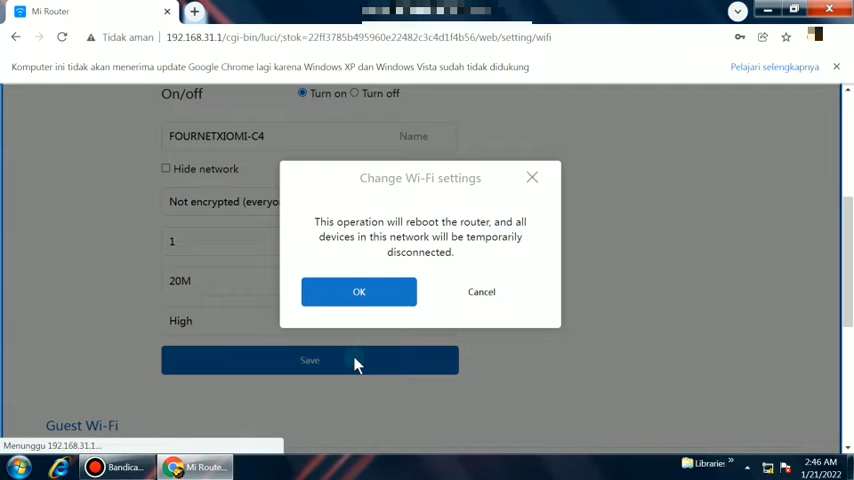 Mi Router
Tidak aman
192.168.31.1/cgi-bin/luci/;stok=22ff3785b495960e22482c3c4d1f4b56/web/setting/wifi
Komputer ini tidak akan menerima update Google Chrome lagi karena Windows XP dan Windows Vista sudah tidak didukung
Pelajari selengkapnya
On/off
Turn on
Turn off
FOURNETXIOMI-C4
Name
Hide network
Not encrypted (everyo
1
20M
High
Save
Change Wi-Fi settings
This operation will reboot the router, and all
devices in this network will be temporarily
disconnected.
OK
Cancel
Guest Wi-Fi
Menunggu 192.168.31.1...
Bandica...
Mi Route...
Libraries
2:46 AM
1/21/2022